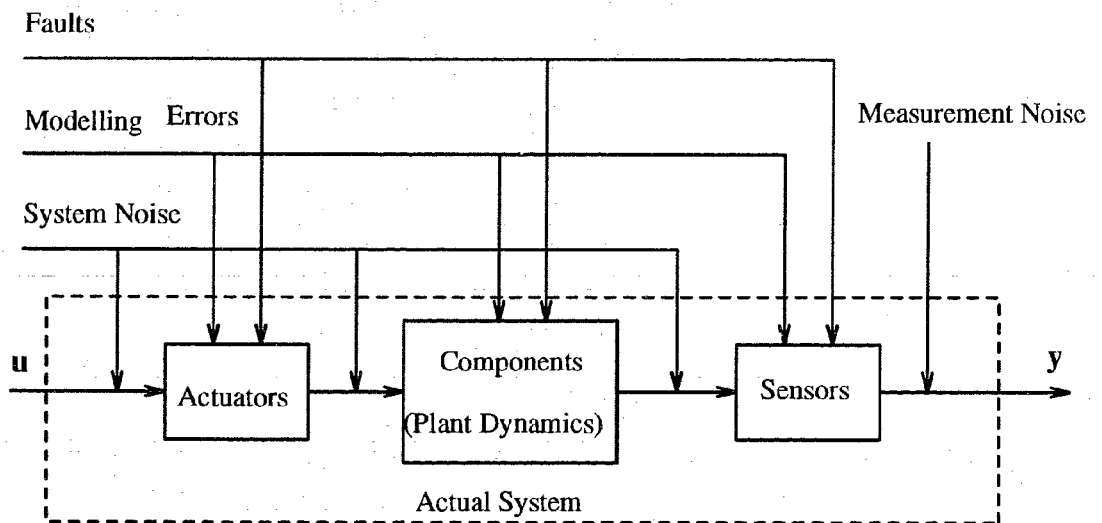 Faults
Modelling Errors
Measurement Noise
System Noise
u
y
Actuators
Components
(Plant Dynamics)
Sensors
Actual System